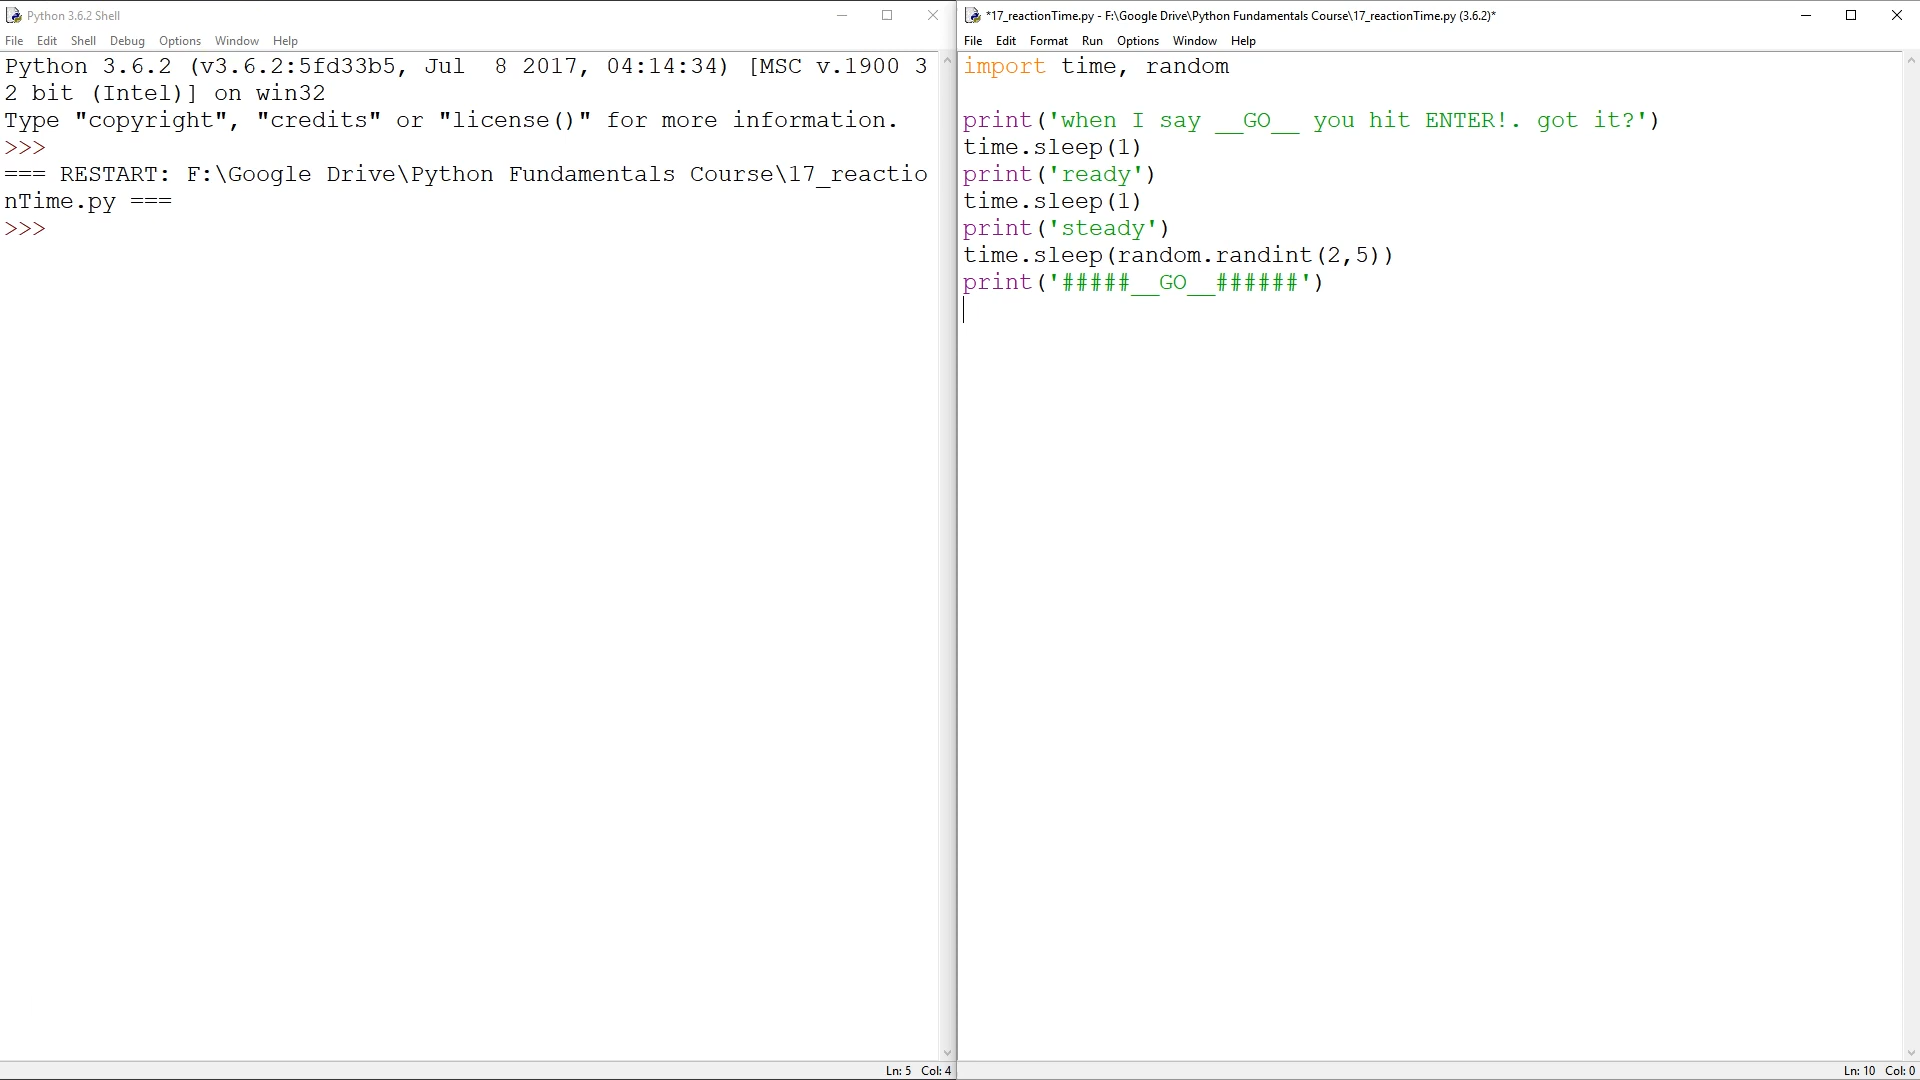 Python 3.6.2 Shell
File Edit Shell Debug Options Window Help
Python 3.6.2 (v3.6.2:5fd33b5, Jul  8 2017, 04:14:34) [MSC v.1900 3
2 bit (Intel)] on win32
Type "copyright", "credits" or "license()" for more information.
>>>
=== RESTART: F:\Google Drive\Python Fundamentals Course\17_reactio
nTime.py ===
>>>
Ln: 5 Col: 4
*17_reactionTime.py - F:\Google Drive\Python Fundamentals Course\17_reactionTime.py (3.6.2)*
File Edit Format Run Options Window Help
import time, random
print('when I say __GO__ you hit ENTER!. got it?')
time.sleep(1)
print('ready')
time.sleep(1)
print('steady')
time.sleep(random.randint(2,5))
print('#####__GO__######')
Ln: 10 Col: 0